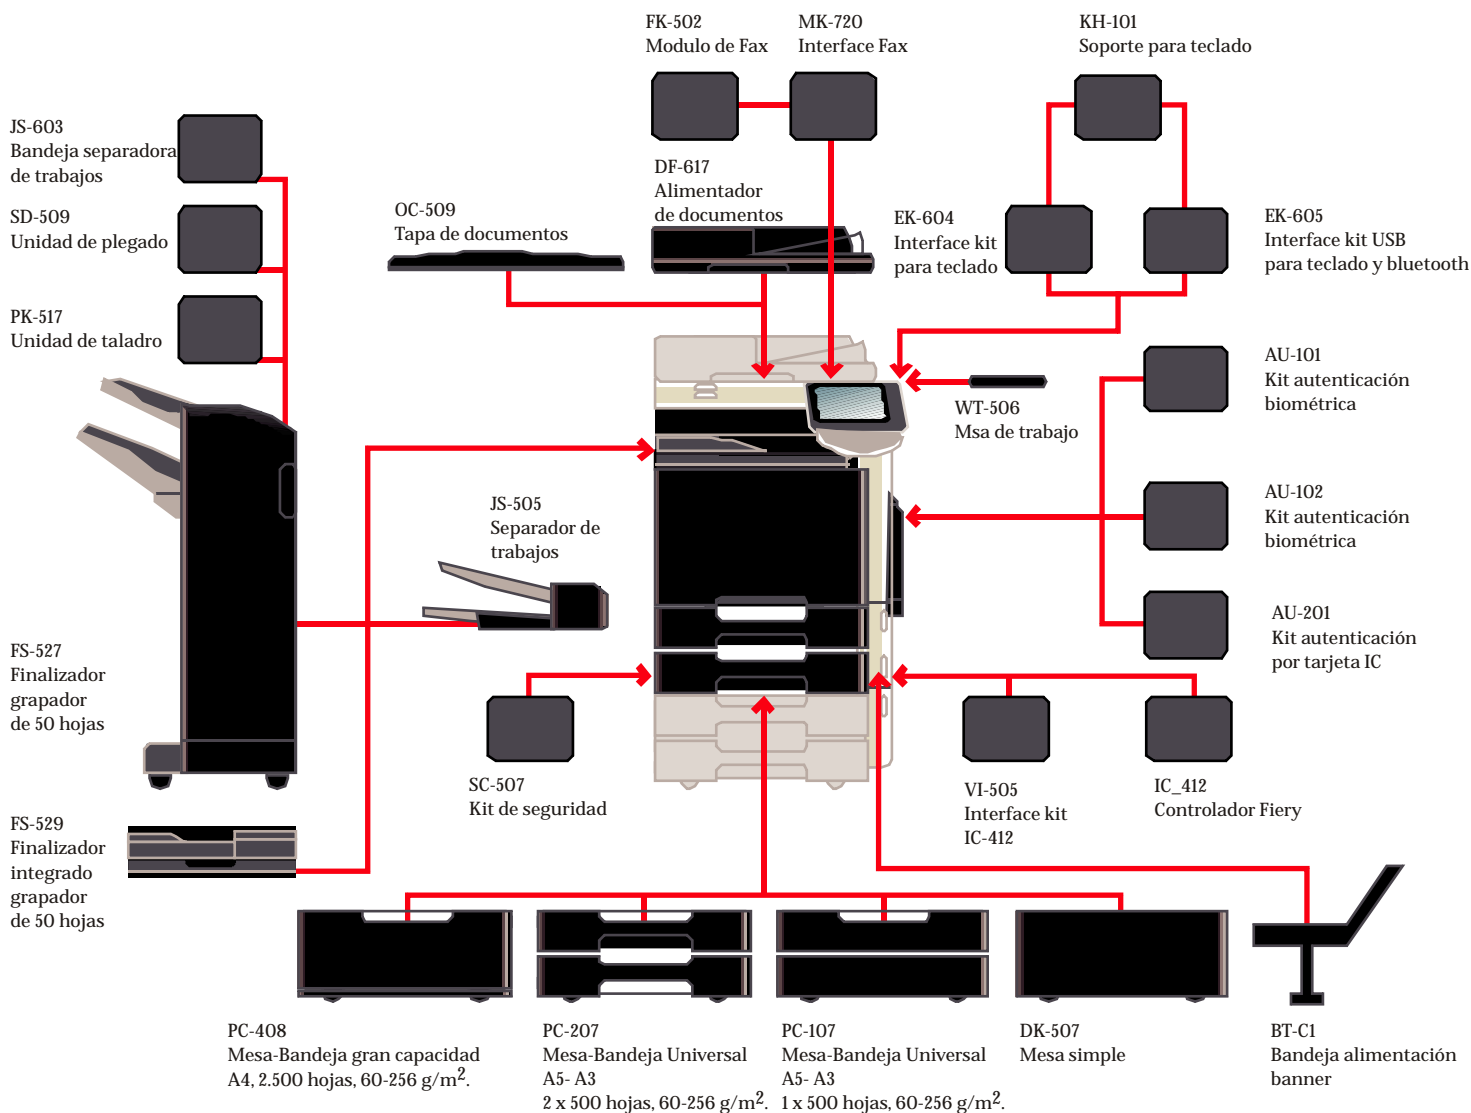 FK-502
Modulo de Fax
MK-720
Interface Fax
KH-101
Soporte para teclado
JS-603
Bandeja separadora
de trabajos
SD-509
Unidad de plegado
PK-517
Unidad de taladro
OC-509
Tapa de documentos
DF-617
Alimentador
de documentos
EK-604
Interface kit
para teclado
EK-605
Interface kit USB
para teclado y bluetooth
AU-101
Kit autenticación
biométrica
WT-506
Msa de trabajo
AU-102
Kit autenticación
biométrica
JS-505
Separador de
trabajos
AU-201
Kit autenticación
por tarjeta IC
FS-527
Finalizador
grapador
de 50 hojas
SC-507
Kit de seguridad
VI-505
Interface kit
IC-412
IC_412
Controlador Fiery
FS-529
Finalizador
integrado
grapador
de 50 hojas
PC-408
Mesa-Bandeja gran capacidad
A4, 2.500 hojas, 60-256 g/m².
PC-207
Mesa-Bandeja Universal
A5- A3
2 x 500 hojas, 60-256 g/m².
PC-107
Mesa-Bandeja Universal
A5- A3
1 x 500 hojas, 60-256 g/m².
DK-507
Mesa simple
BT-C1
Bandeja alimentación
banner